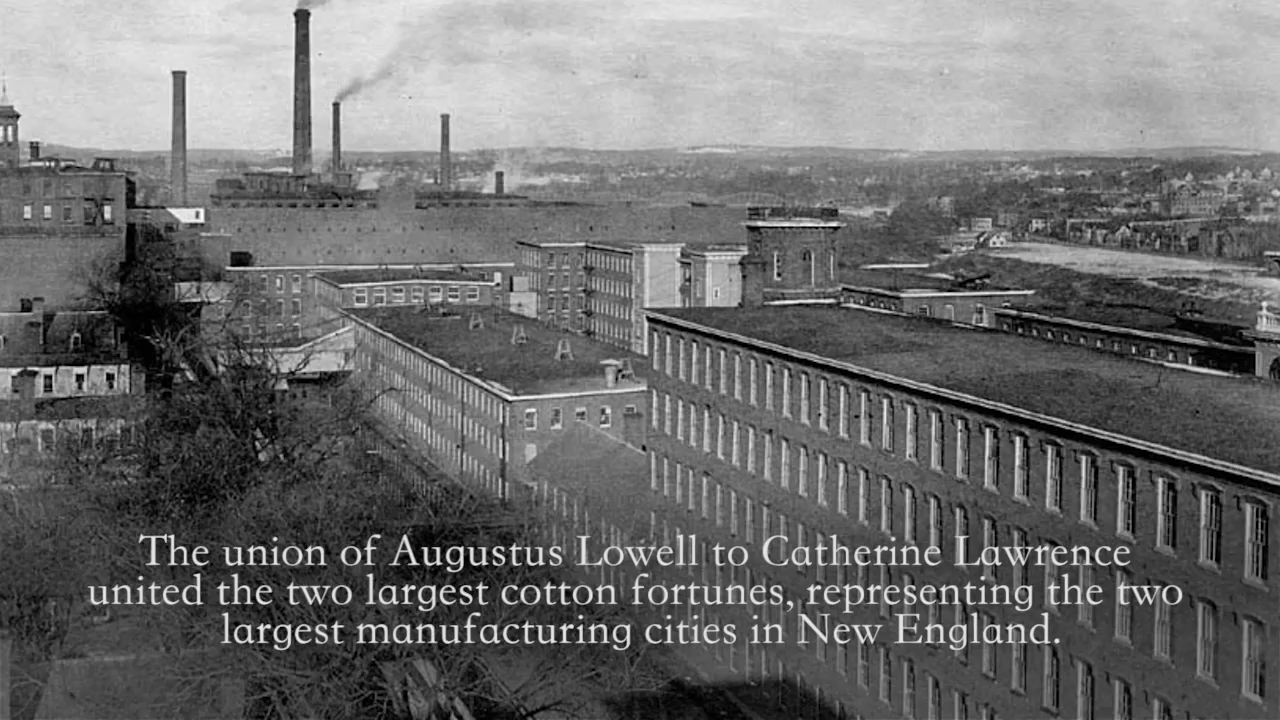 The union of Augustus Lowell to Catherine Lawrence
united the two largest cotton fortunes, representing the two
largest manufacturing cities in New England.